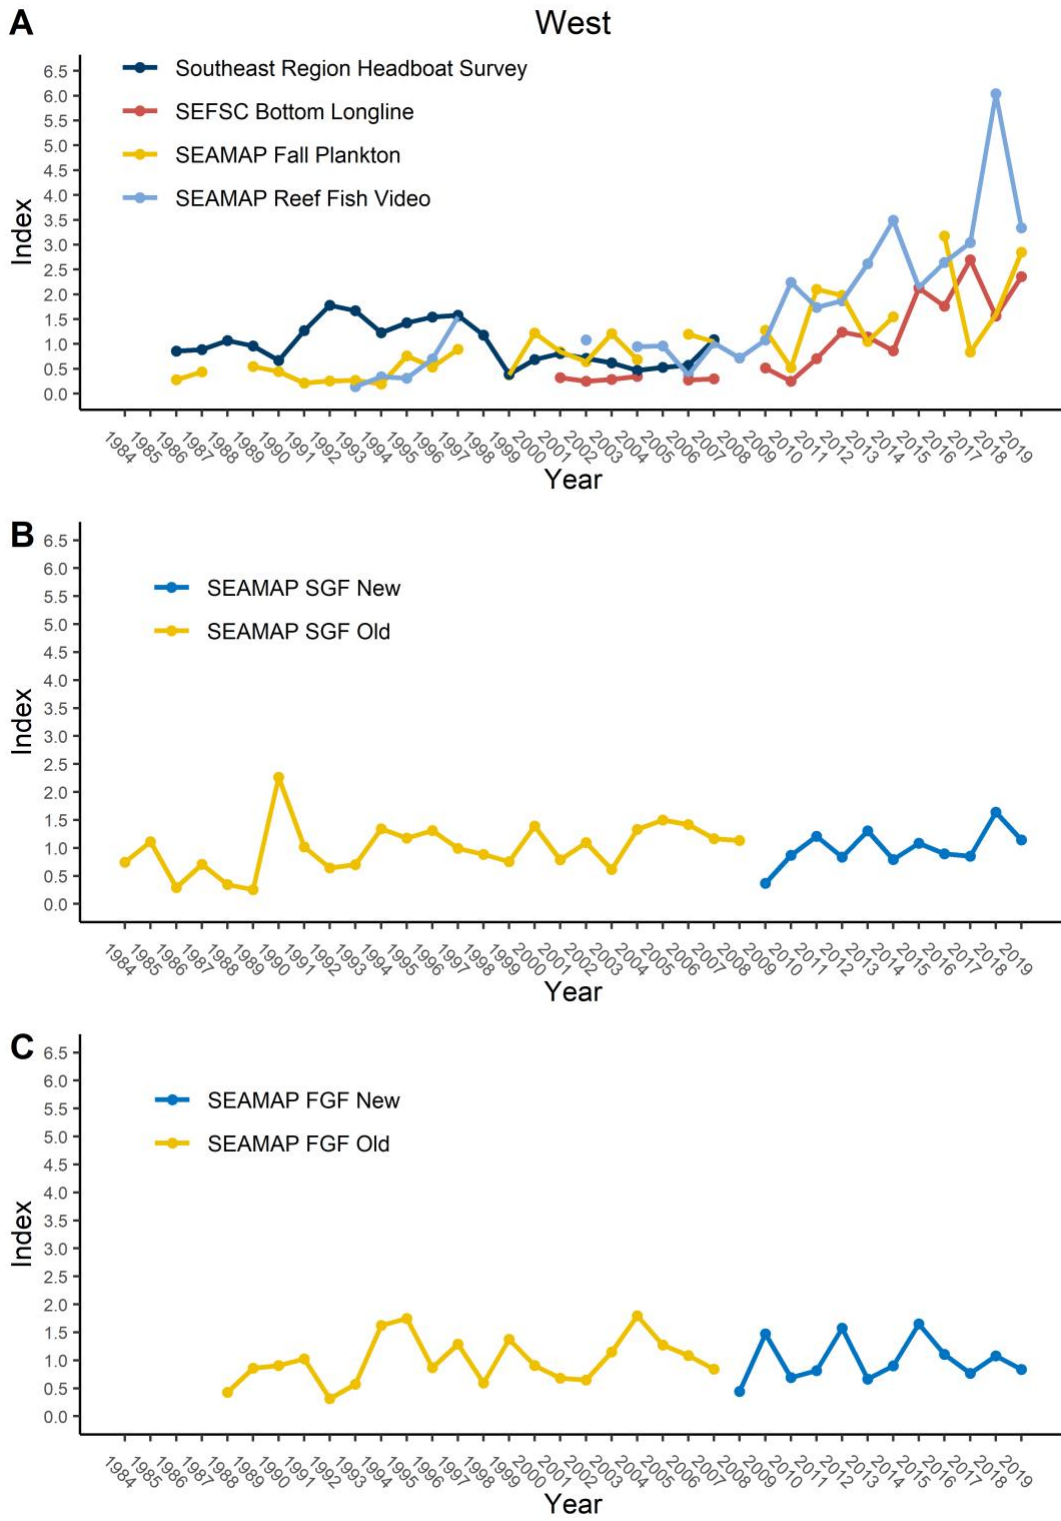 A
West
Southeast Region Headboat Survey
SEFSC Bottom Longline
SEAMAP Fall Plankton
SEAMAP Reef Fish Video
6.5
6.0
5.5
5.0
4.5
4.0
3.5
3.0
2.5
2.0
1.5
1.0
0.5
0.0
Index
1984 1985 1986 1987 1988 1989 1990 1991 1992 1993 1994 1995 1996 1997 1998 1999 2000 2001 2002 2003 2004 2005 2006 2007 2008 2009 2010 2011 2012 2013 2014 2015 2016 2017 2018 2019
Year
B
SEAMAP SGF New
SEAMAP SGF Old
6.5
6.0
5.5
5.0
4.5
4.0
3.5
3.0
2.5
2.0
1.5
1.0
0.5
0.0
Index
1984 1985 1986 1987 1988 1989 1990 1991 1992 1993 1994 1995 1996 1997 1998 1999 2000 2001 2002 2003 2004 2005 2006 2007 2008 2009 2010 2011 2012 2013 2014 2015 2016 2017 2018 2019
Year
C
SEAMAP FGF New
SEAMAP FGF Old
6.5
6.0
5.5
5.0
4.5
4.0
3.5
3.0
2.5
2.0
1.5
1.0
0.5
0.0
Index
1984 1985 1986 1987 1988 1989 1990 1991 1992 1993 1994 1995 1996 1997 1998 1999 2000 2001 2002 2003 2004 2005 2006 2007 2008 2009 2010 2011 2012 2013 2014 2015 2016 2017 2018 2019
Year